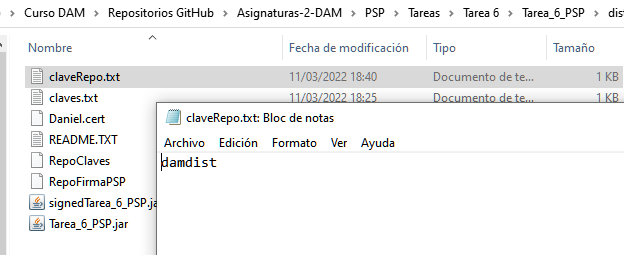 Curso DAM > Repositorios GitHub > Asignaturas-2-DAM > PSP > Tareas > Tarea 6 > Tarea_6_PSP > dis
Nombre Fecha de modificación Tipo Tamaño
claveRepo.txt 11/03/2022 18:40 Documento de te... 1 KB
claves.txt 11/03/2022 18:25 Documento de te... 1 KB
Daniel.cert
README.TXT
RepoClaves
RepoFirmaPSP
signedTarea_6_PSP.ja
Tarea_6_PSP.jar
claveRepo.txt: Bloc de notas
Archivo Edición Formato Ver Ayuda
damdist